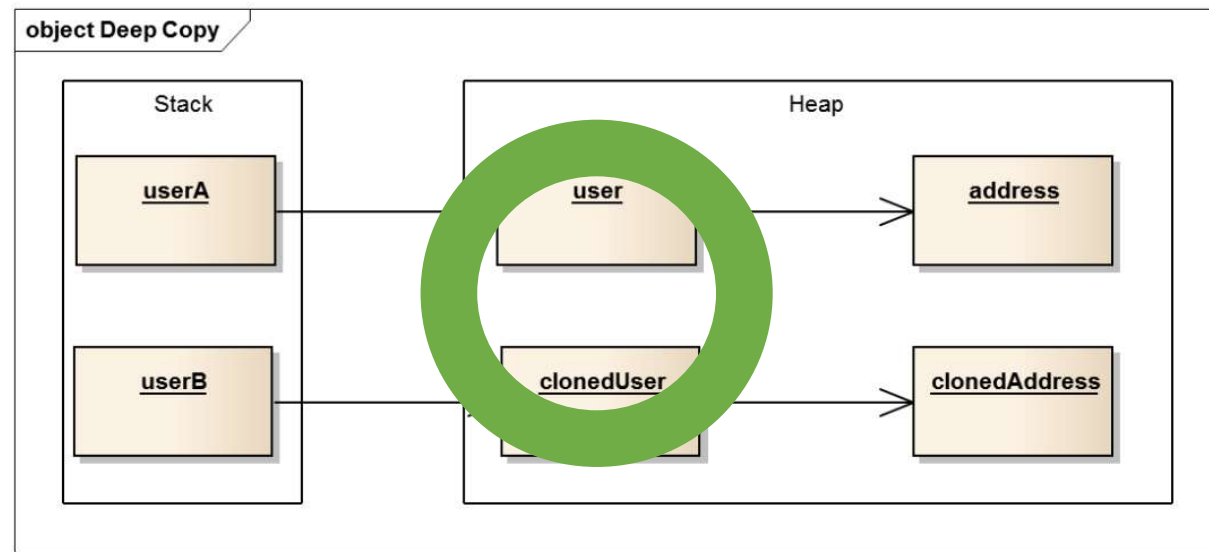 object Deep Copy
Stack
Heap
userA
user
address
userB
clonedUser
clonedAddress